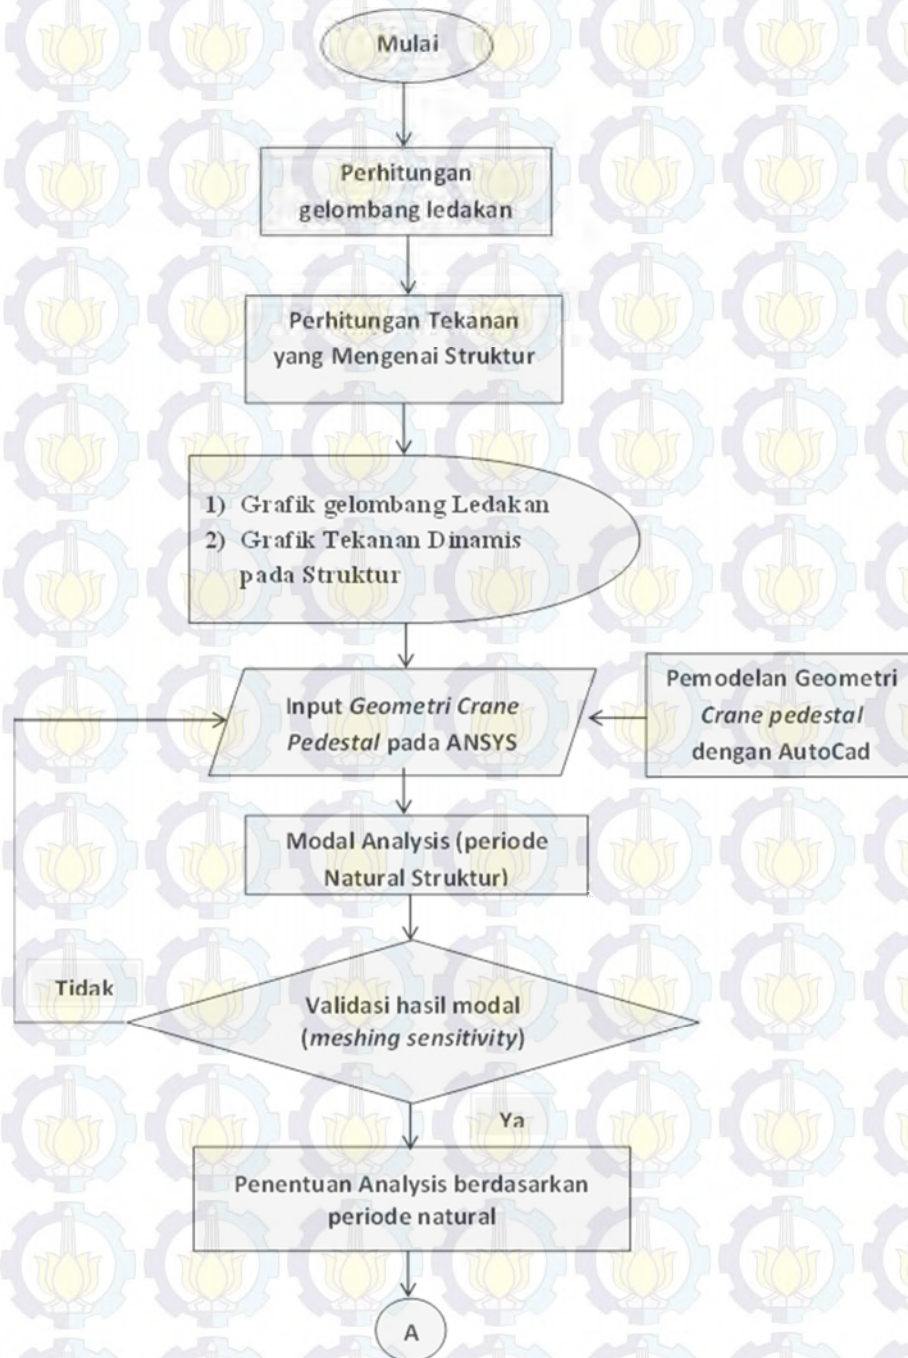 Mulai
Perhitungan
gelombang ledakan
Perhitungan Tekanan
yang Mengenai Struktur
1) Grafik gelombang Ledakan
2) Grafik Tekanan Dinamis
pada Struktur
Input Geometri Crane
Pedestal pada ANSYS
Pemodelan Geometri
Crane pedestal
dengan AutoCad
Modal Analysis (periode
Natural Struktur)
Tidak
Validasi hasil modal
(meshing sensitivity)
Ya
Penentuan Analysis berdasarkan
periode natural
A